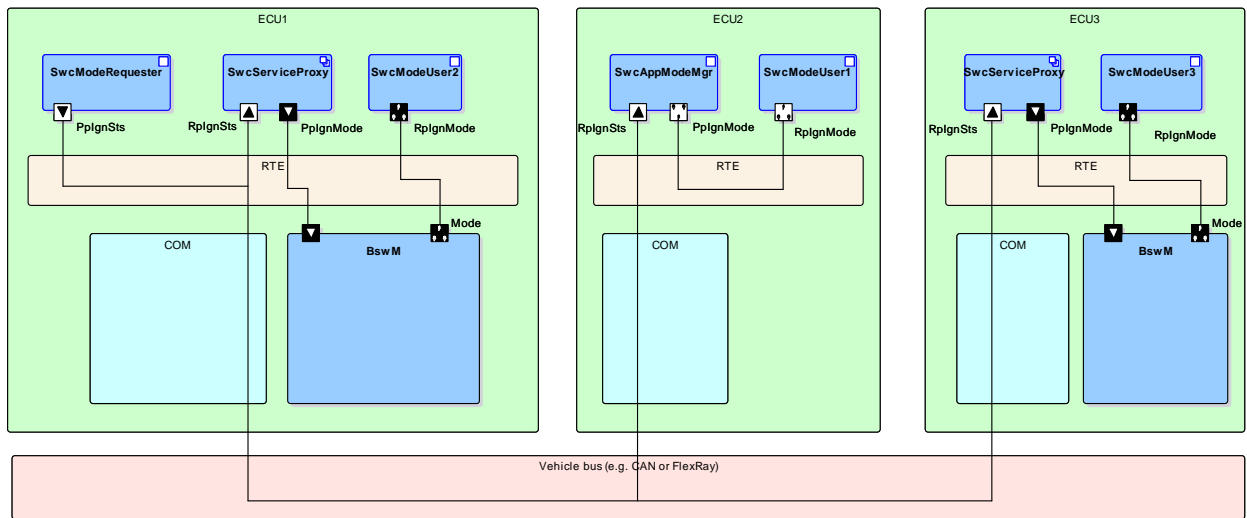 ECU1
ECU2
ECU3
SwcModeRequester
SwcServiceProxy
SwcModeUser2
SwcAppModeMgr
SwcModeUser1
SwcServiceProxy
SwcModeUser3
PpIgnSts
RpIgnSts
PpIgnMode
RpIgnMode
RpIgnSts
PpIgnMode
RpIgnMode
RpIgnSts
PpIgnMode
RpIgnMode
RTE
RTE
RTE
Mode
Mode
COM
BswM
COM
COM
BswM
Vehicle bus (e.g. CAN or FlexRay)